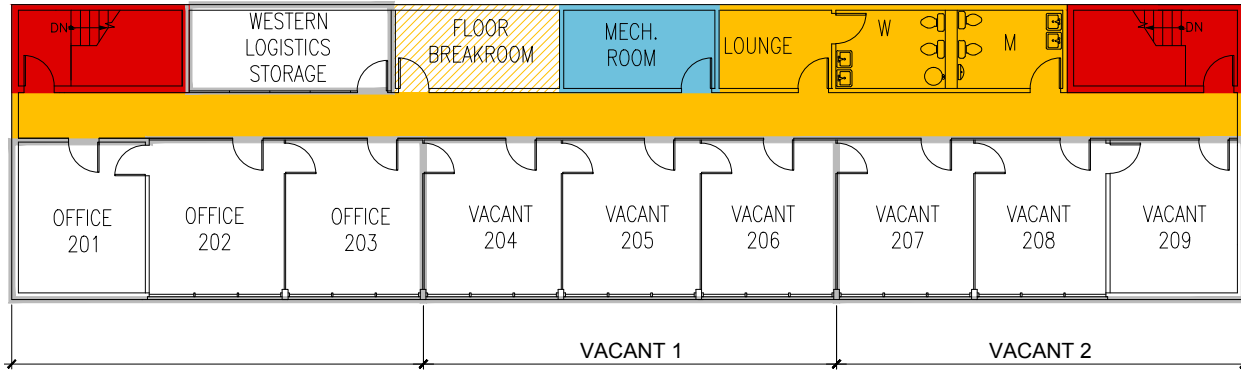 DN
WESTERN
LOGISTICS
STORAGE
FLOOR
BREAKROOM
MECH.
ROOM
LOUNGE
W
M
DN
OFFICE
201
OFFICE
202
OFFICE
203
VACANT
204
VACANT
205
VACANT
206
VACANT
207
VACANT
208
VACANT
209
VACANT 1
VACANT 2